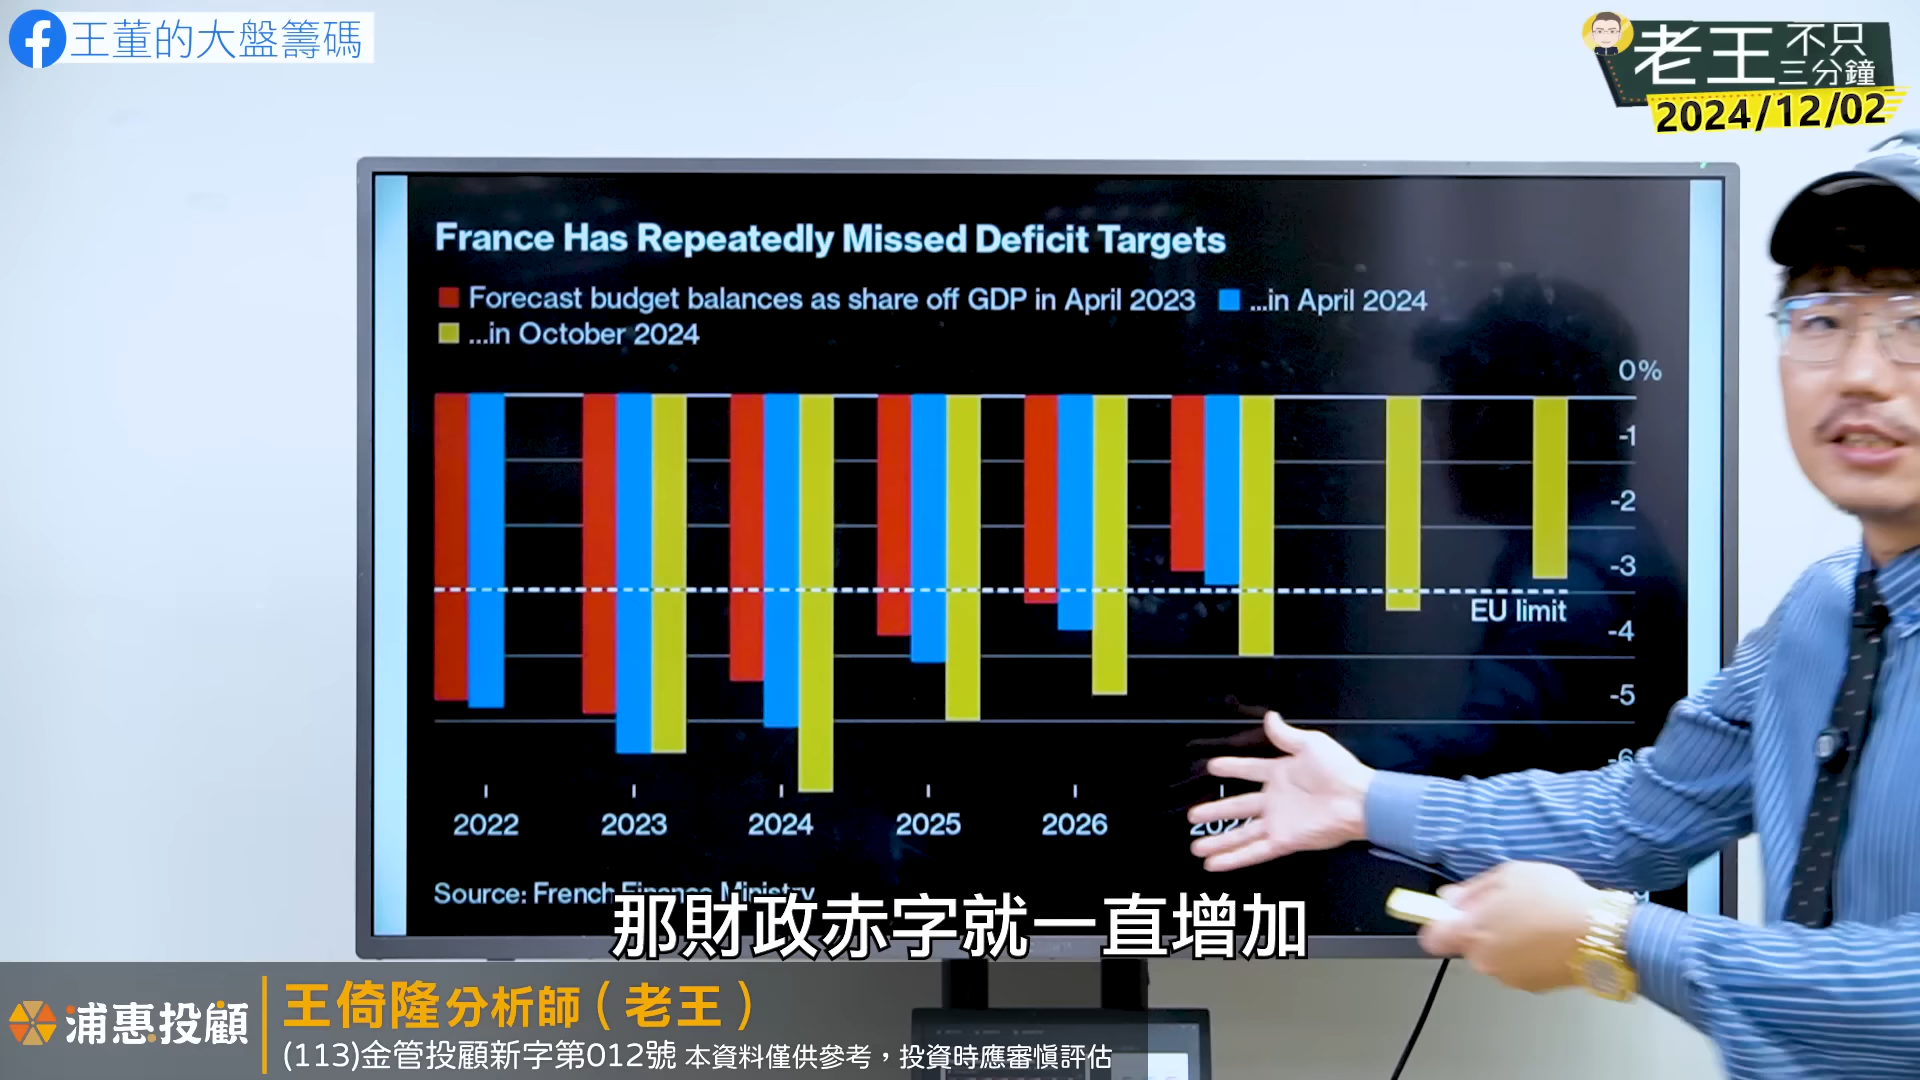 王董的大盤籌碼
老王不只三分鐘
2024/12/02
France Has Repeatedly Missed Deficit Targets
Forecast budget balances as share off GDP in April 2023 ...in April 2024
...in October 2024
0%
-1
-2
-3
EU limit
-4
-5
-6
2022 2023 2024 2025 2026
Source: French Finance Ministry
那財政赤字就一直增加
浦惠投顧
王倚隆分析師(老王)
(113)金管投顧新字第012號 本資料僅供參考，投資時應審慎評估